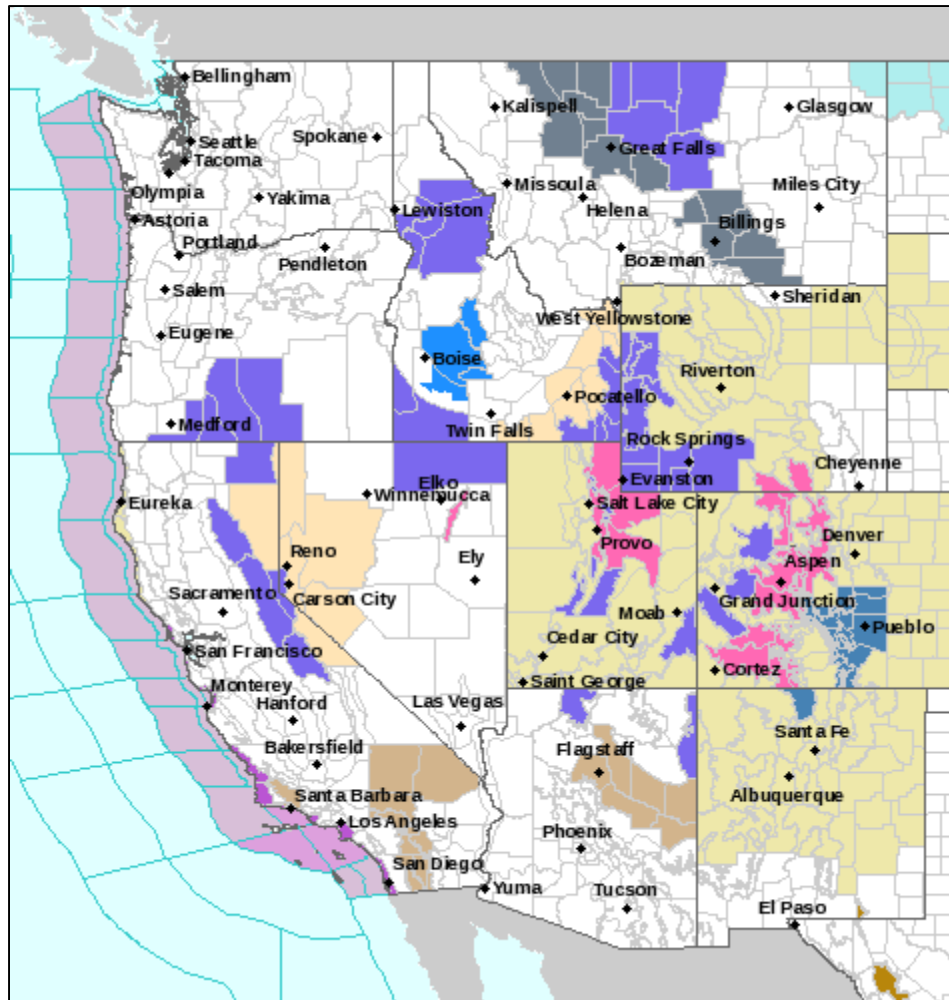 Bellingham
Kalispell
Glasgow
Seattle
Spokane
Great Falls
Tacoma
Olympia
Missoula
Miles City
Yakima
Lewiston
Helena
Astoria
Billings
Portland
Pendleton
Bozeman
Salem
Sheridan
West Yellowstone
Eugene
Boise
Riverton
Pocatello
Medford
Twin Falls
Rock Springs
Cheyenne
Elko
Evanston
Winnemucca
Eureka
Salt Lake City
Denver
Provo
Reno
Ely
Aspen
Sacramento
Carson City
Grand Junction
Moab
Pueblo
San Francisco
Cedar City
Cortez
Monterey
Saint George
Hanford
Las Vegas
Santa Fe
Bakersfield
Flagstaff
Santa Barbara
Albuquerque
Los Angeles
Phoenix
San Diego
Yuma
Tucson
El Paso